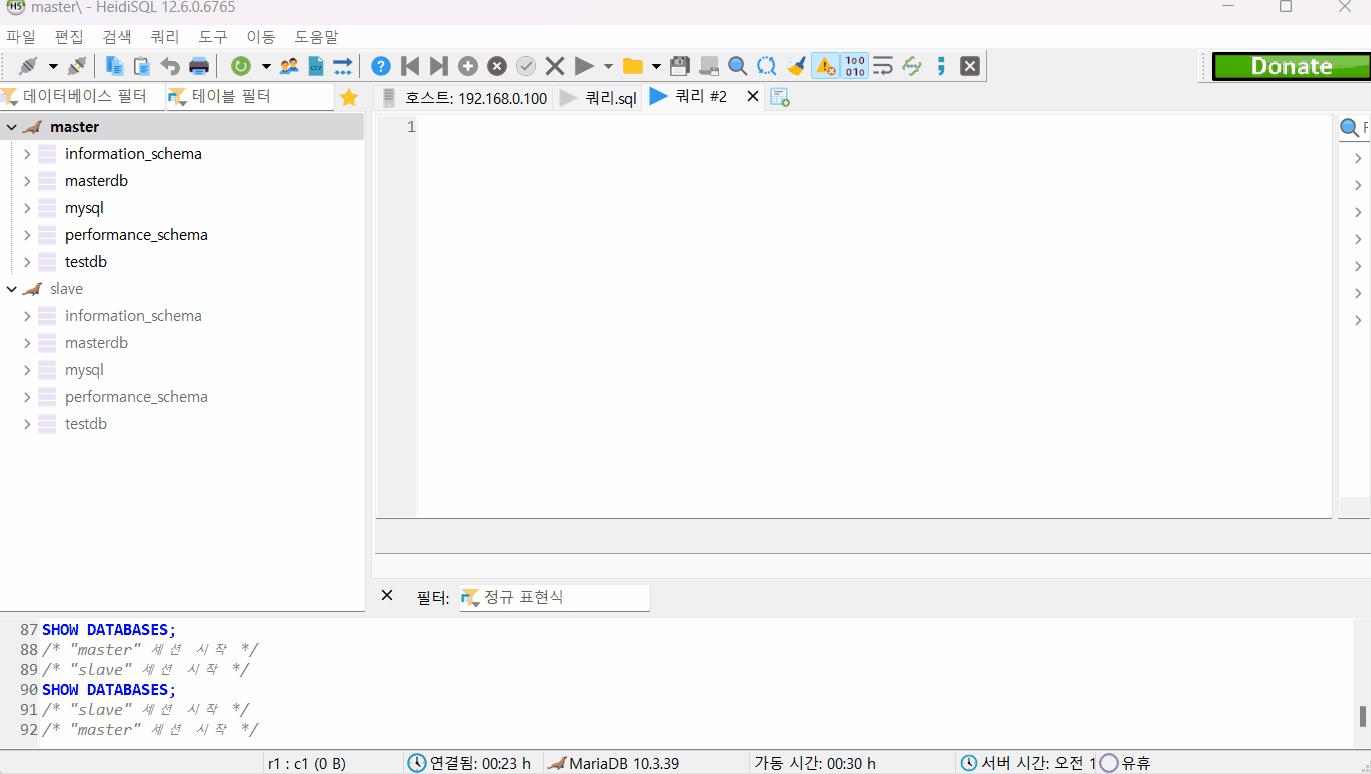 master\ - HeidiSQL 12.6.0.6765
파일 편집 검색 쿼리 도구 이동 도움말
Donate
데이터베이스 필터 테이블 필터 호스트: 192.168.0.100 쿼리.sql 쿼리 #2
master
information_schema
masterdb
mysql
performance_schema
testdb
slave
information_schema
masterdb
mysql
performance_schema
testdb
1
필터: 정규 표현식
87 SHOW DATABASES;
88 /* "master" 세션 시작 */
89 /* "slave" 세션 시작 */
90 SHOW DATABASES;
91 /* "slave" 세션 시작 */
92 /* "master" 세션 시작 */
r1 : c1 (0 B) 연결됨: 00:23 h MariaDB 10.3.39 가동 시간: 00:30 h 서버 시간: 오전 1 유휴